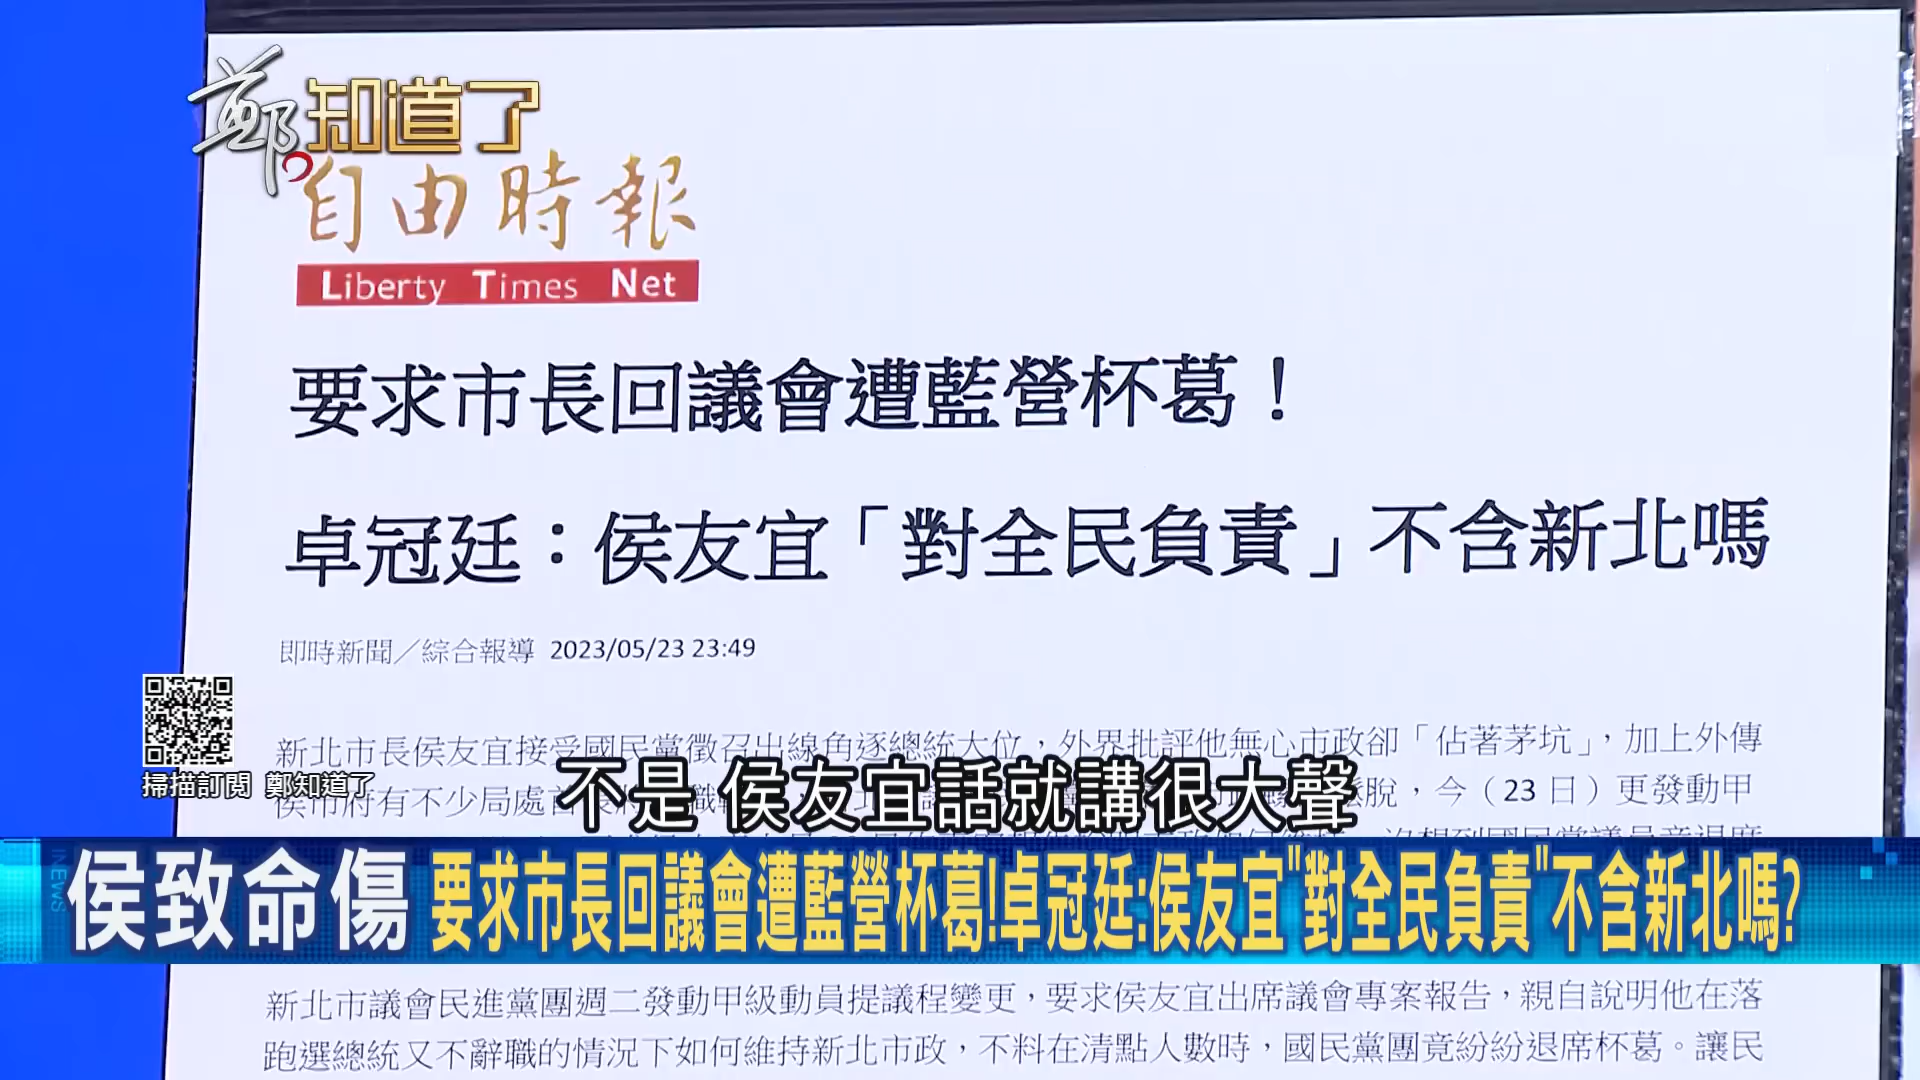 鄭知道了
自由時報
Liberty Times Net
要求市長回議會遭藍營杯葛！
卓冠廷：侯友宜「對全民負責」不含新北嗎
即時新聞／綜合報導 2023/05/23 23:49
新北市長侯友宜接受國民黨徵召出線角逐總統大位，外界批評他無心市政卻「佔著茅坑」，加上外傳
侯市府有不少局處首長 脫，今（23 日）更發動甲
掃描訂閱 鄭知道了
不是 侯友宜話就講很大聲
INEWS
侯致命傷
要求市長回議會遭藍營杯葛!卓冠廷:侯友宜"對全民負責"不含新北嗎?
新北市議會民進黨團週二發動甲級動員提議程變更，要求侯友宜出席議會專案報告，親自說明他在落
跑選總統又不辭職的情況下如何維持新北市政，不料在清點人數時，國民黨團竟紛紛退席杯葛。讓民